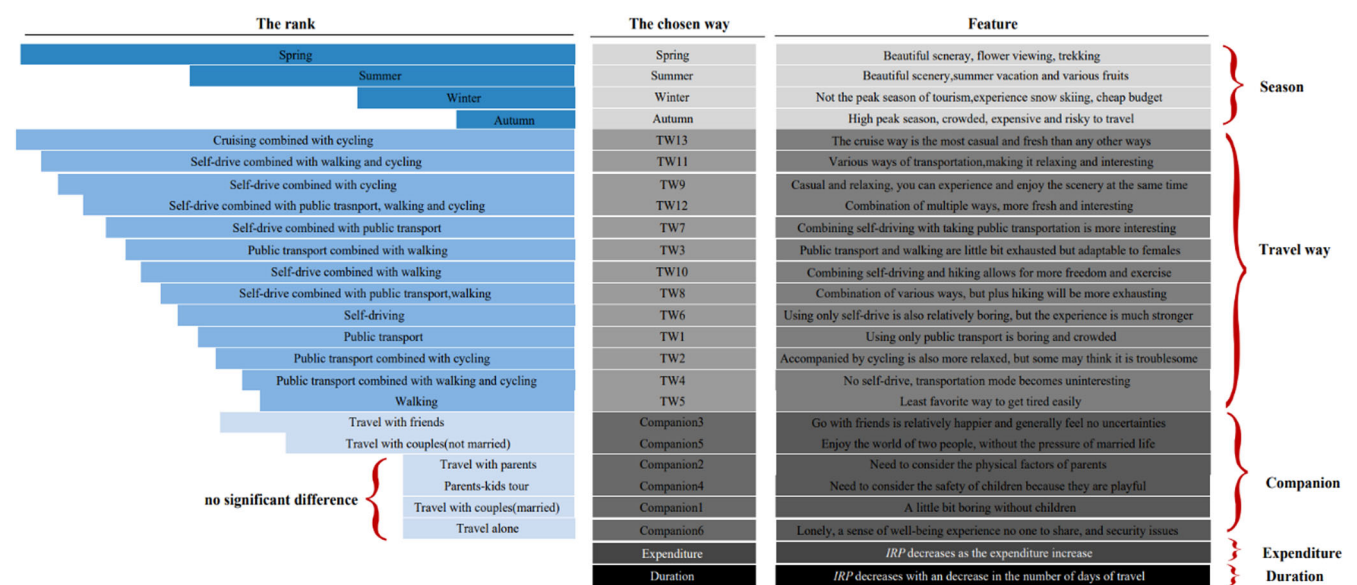 The rank The chosen way Feature
Spring Spring Beautiful sceneray, flower viewing, trekking
Summer Summer Beautiful scenery,summer vacation and various fruits
Winter Winter Not the peak season of tourism,experience snow skiing, cheap budget
Autumn Autumn High peak season, crowded, expensive and risky to travel
Season
Cruising combined with cycling TW13 The cruise way is the most casual and fresh than any other ways
Self-drive combined with walking and cycling TW11 Various ways of transportation,making it relaxing and interesting
Self-drive combined with cycling TW9 Casual and relaxing, you can experience and enjoy the scenery at the same time
Self-drive combined with public trasnport, walking and cycling TW12 Combination of multiple ways, more fresh and interesting
Self-drive combined with public transport TW7 Combining self-driving with taking public transportation is more interesting
Public transport combined with walking TW3 Public transport and walking are little bit exhausted but adaptable to females
Travel way
Self-drive combined with walking TW10 Combining self-driving and hiking allows for more freedom and exercise
Self-drive combined with public transport,walking TW8 Combination of various ways, but plus hiking will be more exhausting
Self-driving TW6 Using only self-drive is also relatively boring, but the experience is much stronger
Public transport TW1 Using only public transport is boring and crowded
Public transport combined with cycling TW2 Accompanied by cycling is also more relaxed, but some may think it is troublesome
Public transport combined with walking and cycling TW4 No self-drive, transportation mode becomes uninteresting
Walking TW5 Least favorite way to get tired easily
Travel with friends Companion3 Go with friends is relatively happier and generally feel no uncertainties
Travel with couples(not married) Companion5 Enjoy the world of two people, without the pressure of married life
Travel with parents Companion2 Need to consider the physical factors of parents
Parents-kids tour Companion4 Need to consider the safety of children because they are playful
Companion
no significant difference
Travel with couples(married) Companion1 A little bit boring without children
Travel alone Companion6 Lonely, a sense of well-being experience no one to share, and security issues
Expenditure IRP decreases as the expenditure increase Expenditure
Duration IRP decreases with an decrease in the number of days of travel Duration